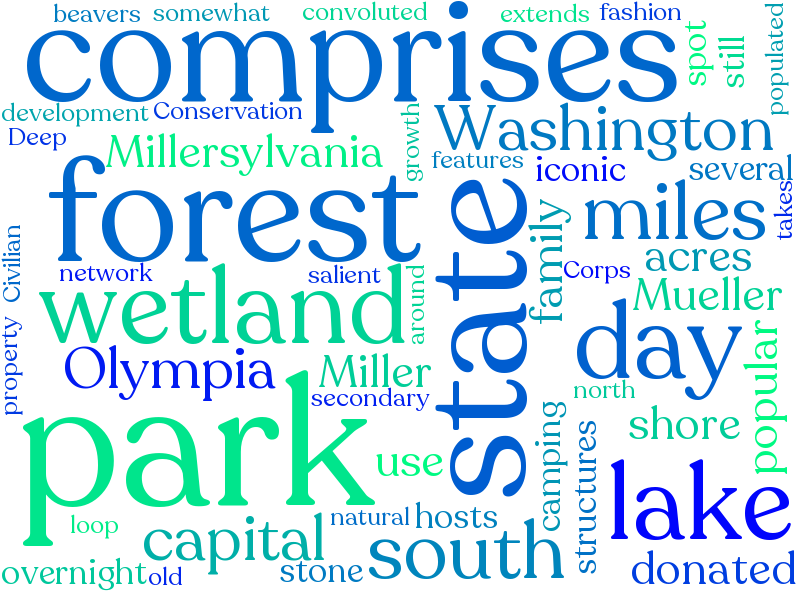 beavers somewhat convoluted extends fashion
comprises
spot
still
populated
development Conservation
Deep
Washington
Millersylvania
growth
features iconic several
forest
state
miles
takes
family
Civilian
network salient Corps acres
wetland
around
Mueller
day
property
Olympia Miller
secondary
north
popular
park
use
camping
structures
shore
lake
loop
natural hosts
capital
south
overnight old stone donated